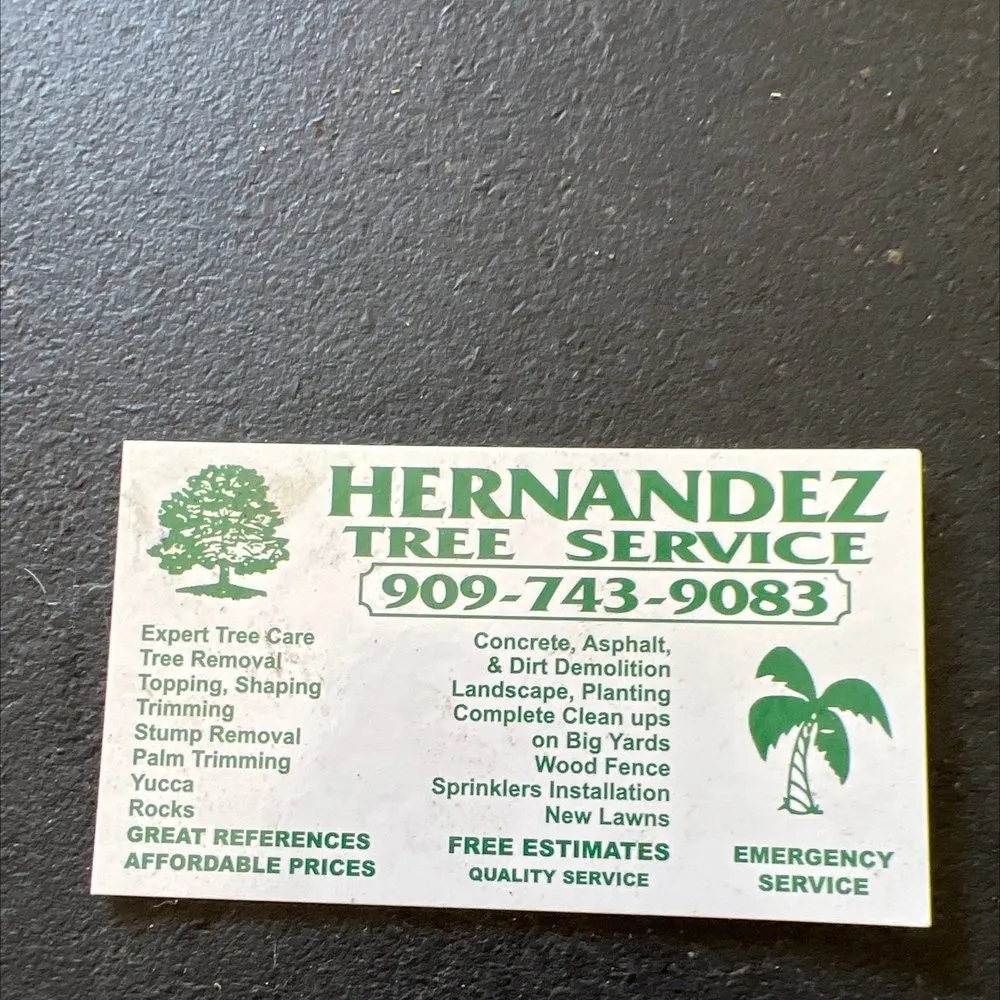 HERNANDEZ
TREE SERVICE
909-743-9083
Expert Tree Care
Tree Removal
Topping, Shaping
Trimming
Stump Removal
Palm Trimming
Yucca
Rocks
GREAT REFERENCES
AFFORDABLE PRICES
Concrete, Asphalt,
& Dirt Demolition
Landscape, Planting
Complete Clean ups
on Big Yards
Wood Fence
Sprinklers Installation
New Lawns
FREE ESTIMATES
QUALITY SERVICE
EMERGENCY
SERVICE